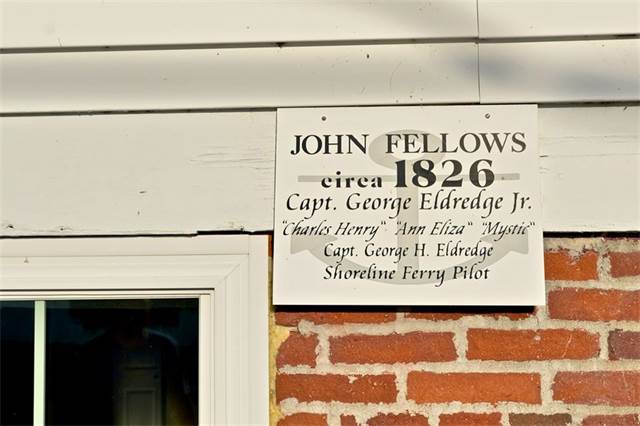 JOHN FELLOWS
circa 1826
Capt. George Eldredge Jr.
"Charles Henry" "Ann Eliza" "Mystic"
Capt. George H. Eldredge
Shoreline Ferry Pilot